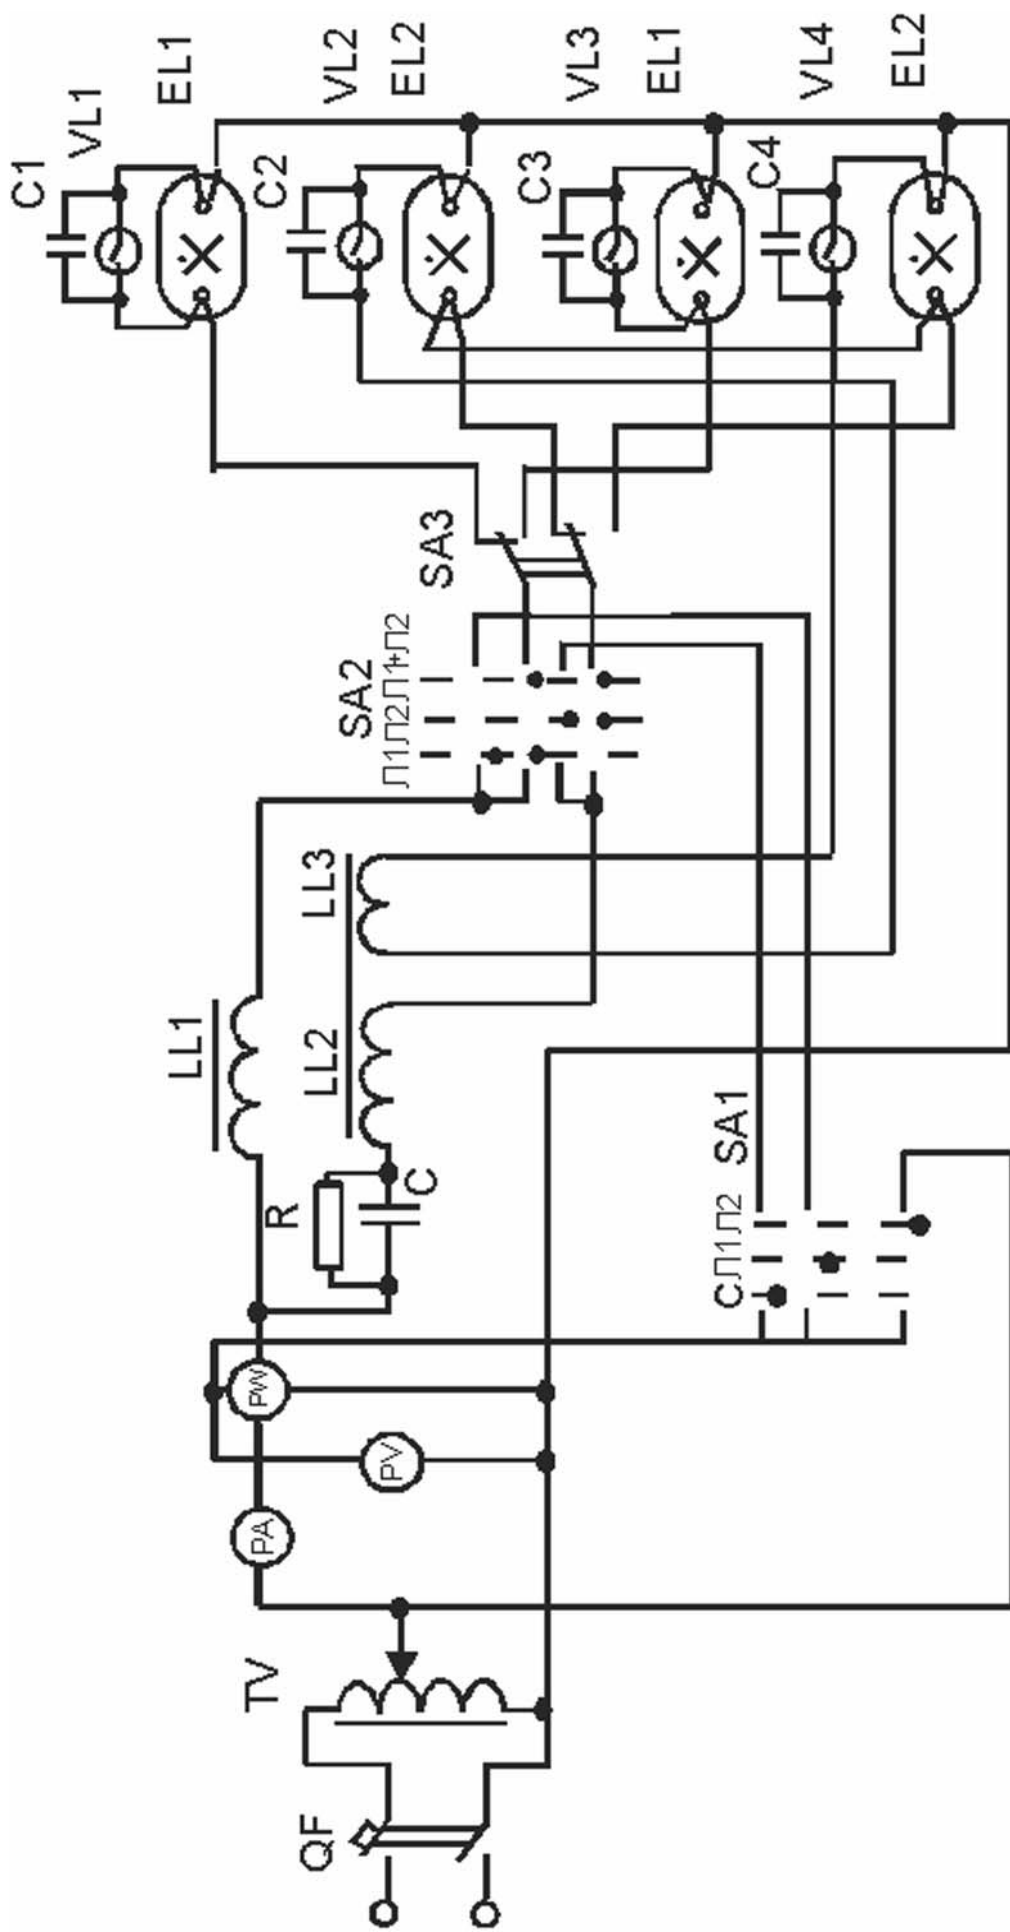 C1
VL1
EL1
C2
VL2
EL2
C3
VL3
EL1
C4
VL4
EL2
SA3
SA2
Л1 Л2 Л1+Л2
LL1
LL2
LL3
R
C
SA1
С Л1 Л2
PW
PV
PA
TV
QF